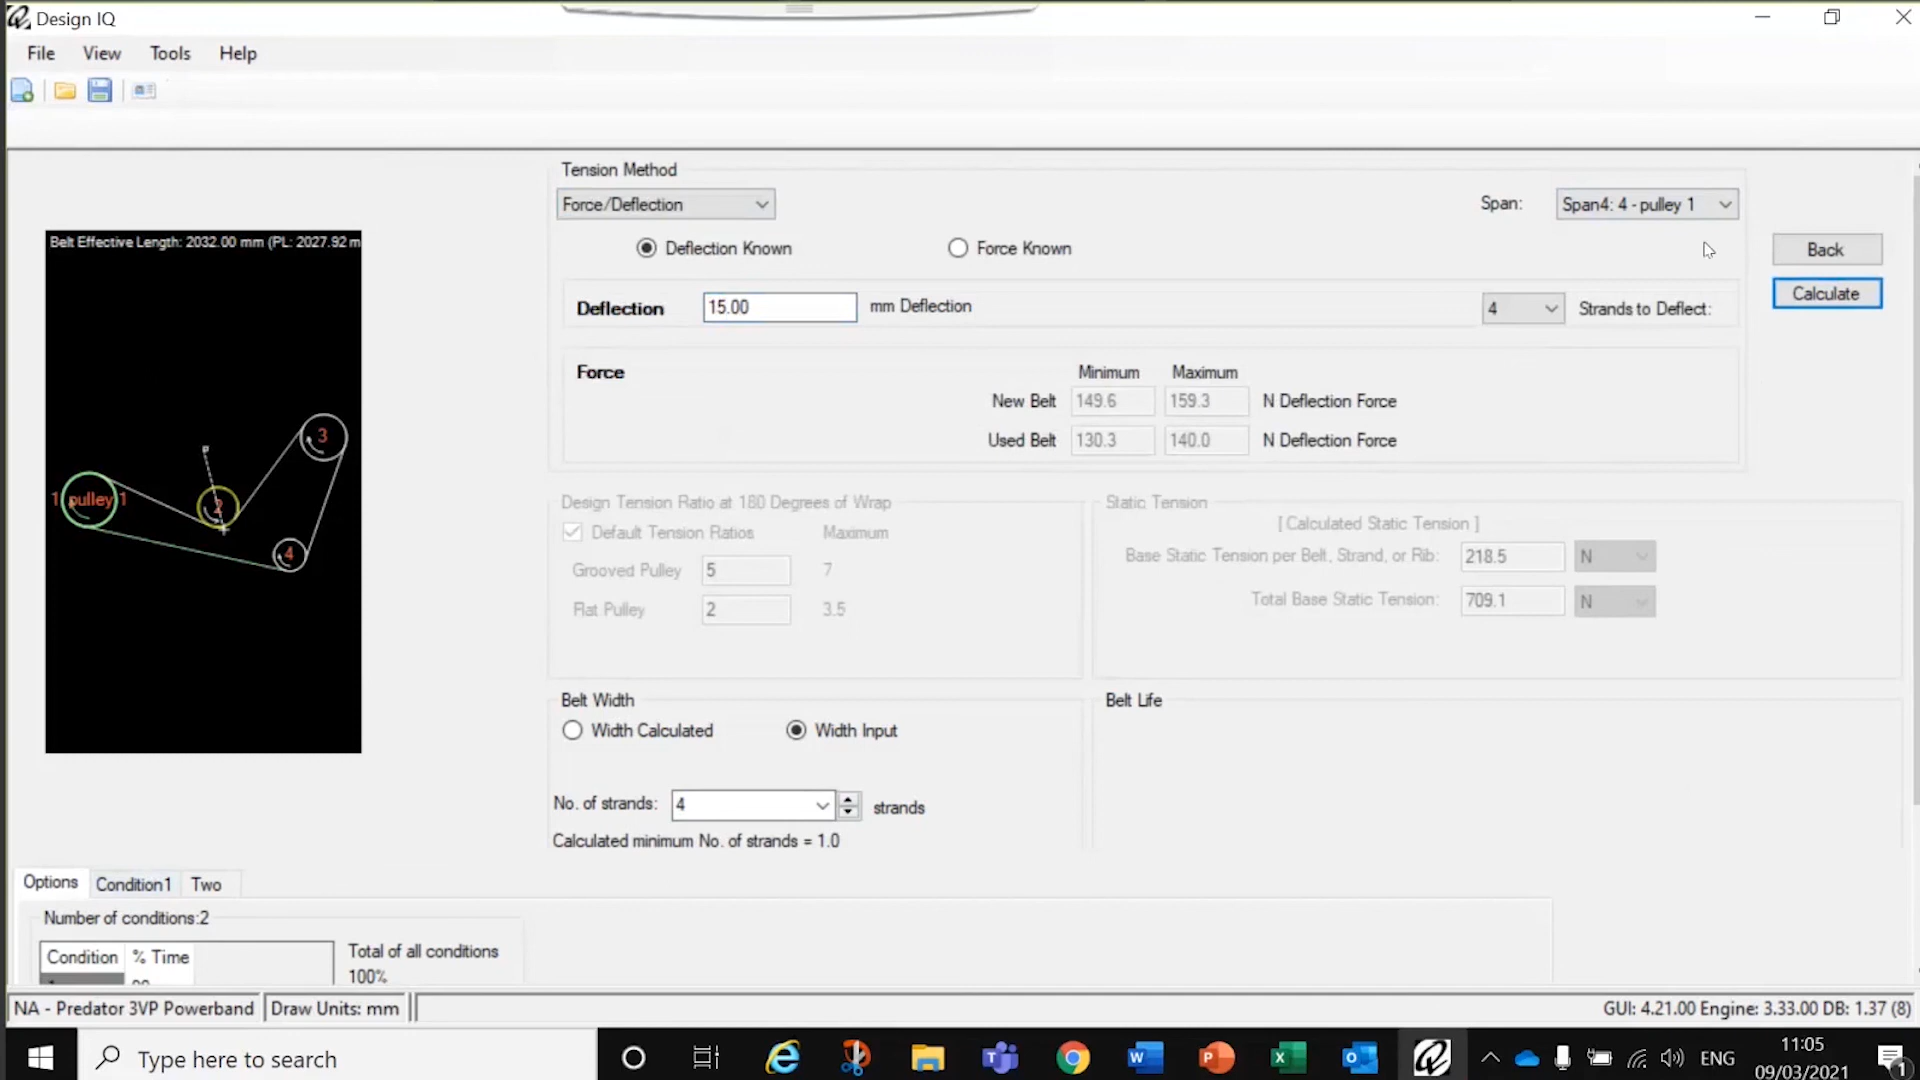 Design IQ
File View Tools Help
Tension Method
Force/Deflection
Span: Span4: 4 - pulley 1
Deflection Known Force Known
Back
Deflection 15.00 mm Deflection 4 Strands to Deflect:
Calculate
Force Minimum Maximum
New Belt 149.6 159.3 N Deflection Force
Used Belt 130.3 140.0 N Deflection Force
Belt Effective Length: 2032.00 mm (PL: 2027.92 m
3
1 pulley 1
2
4
Design Tension Ratio at 180 Degrees of Wrap
Default Tension Ratios Maximum
Grooved Pulley 5 7
Flat Pulley 2 3.5
Static Tension
[ Calculated Static Tension ]
Base Static Tension per Belt, Strand, or Rib: 218.5 N
Total Base Static Tension: 709.1 N
Belt Width
Width Calculated Width Input
No. of strands: 4 strands
Calculated minimum No. of strands = 1.0
Belt Life
Options Condition1 Two
Number of conditions:2
Condition % Time
Total of all conditions
100%
NA - Predator 3VP Powerband Draw Units: mm GUI: 4.21.00 Engine: 3.33.00 DB: 1.37 (8)
Type here to search
ENG
11:05
09/03/2021
1